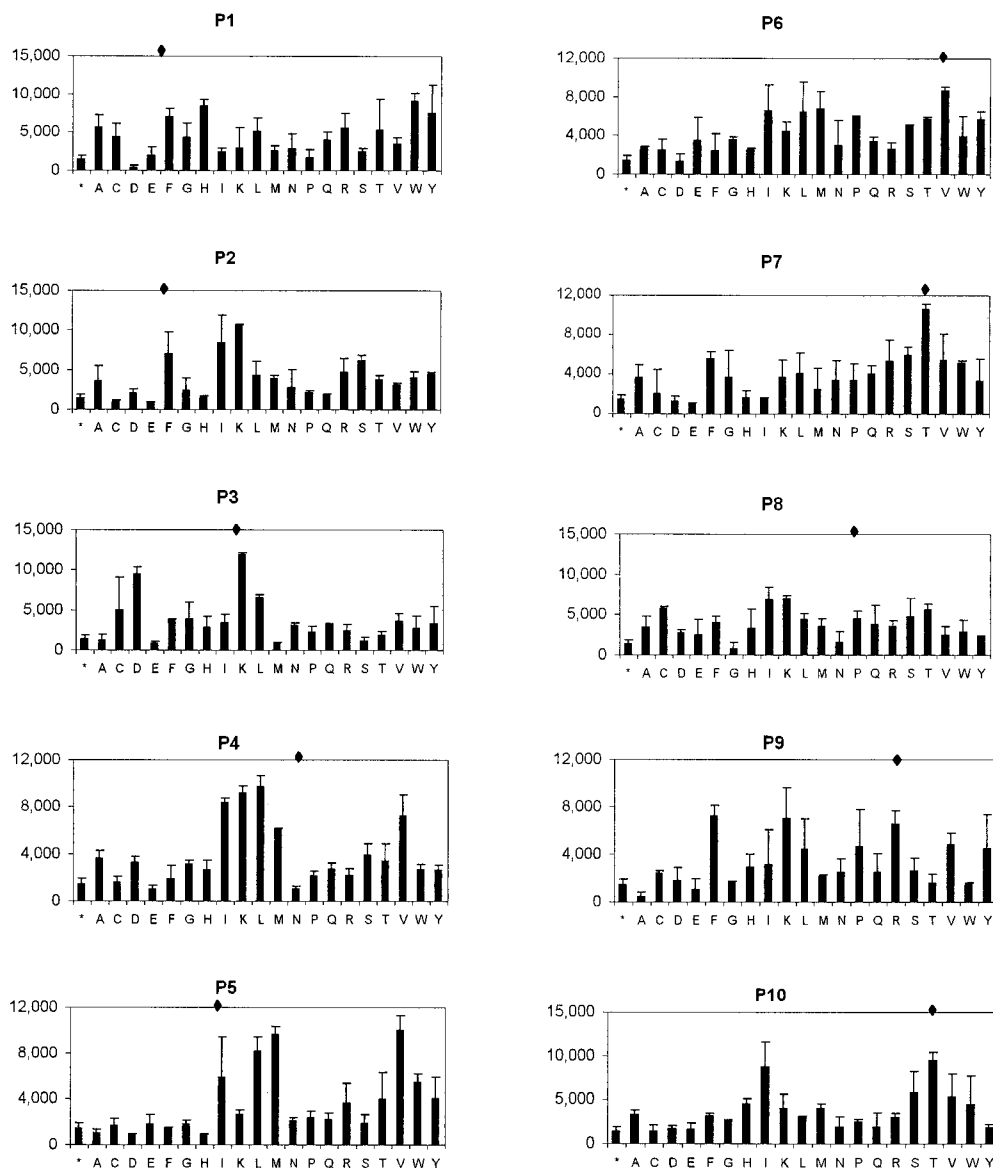 P1
15,000
10,000
5,000
0
* A C D E F G H I K L M N P Q R S T V W Y
P2
15,000
10,000
5,000
0
* A C D E F G H I K L M N P Q R S T V W Y
P3
15,000
10,000
5,000
0
* A C D E F G H I K L M N P Q R S T V W Y
P4
12,000
8,000
4,000
0
* A C D E F G H I K L M N P Q R S T V W Y
P5
12,000
8,000
4,000
0
* A C D E F G H I K L M N P Q R S T V W Y
P6
12,000
8,000
4,000
0
* A C D E F G H I K L M N P Q R S T V W Y
P7
12,000
8,000
4,000
0
* A C D E F G H I K L M N P Q R S T V W Y
P8
15,000
10,000
5,000
0
* A C D E F G H I K L M N P Q R S T V W Y
P9
12,000
8,000
4,000
0
* A C D E F G H I K L M N P Q R S T V W Y
P10
15,000
10,000
5,000
0
* A C D E F G H I K L M N P Q R S T V W Y